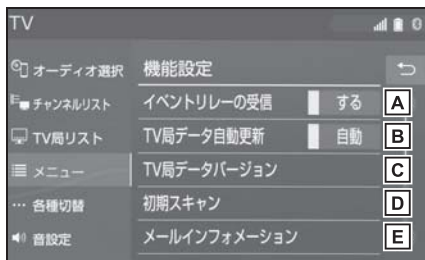 TV
オーディオ選択
チャンネルリスト
TV局リスト
メニュー
各種切替
音設定
機能設定
イベントリレーの受信 する A
TV局データ自動更新 自動 B
TV局データバージョン C
初期スキャン D
メールインフォメーション E